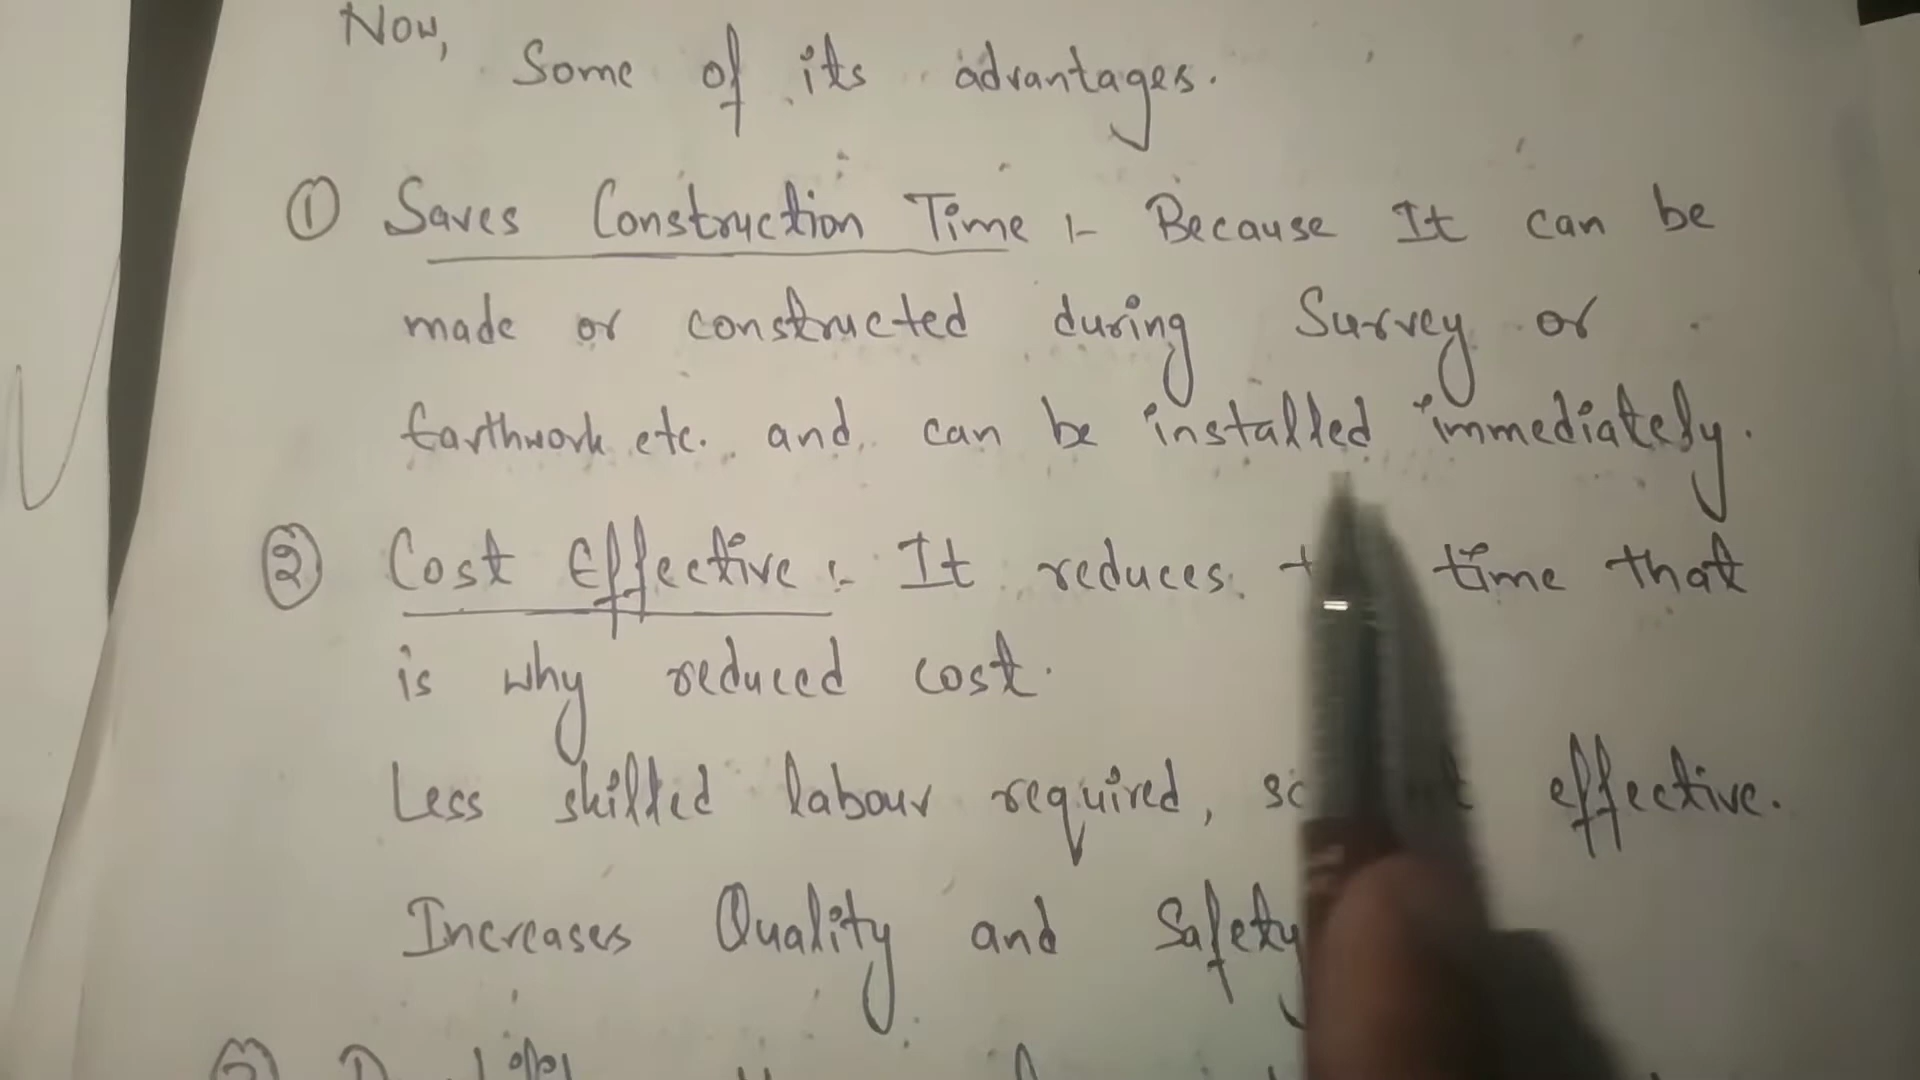 Now,
Some of its advantages.
① Saves Construction Time :- Because It can be
made or constructed during Survey or
Earthwork etc. and can be installed immediately.
② Cost Effective :- It reduces time that
is why reduced cost.
Less skilled labour required, effective.
Increases Quality and Safety